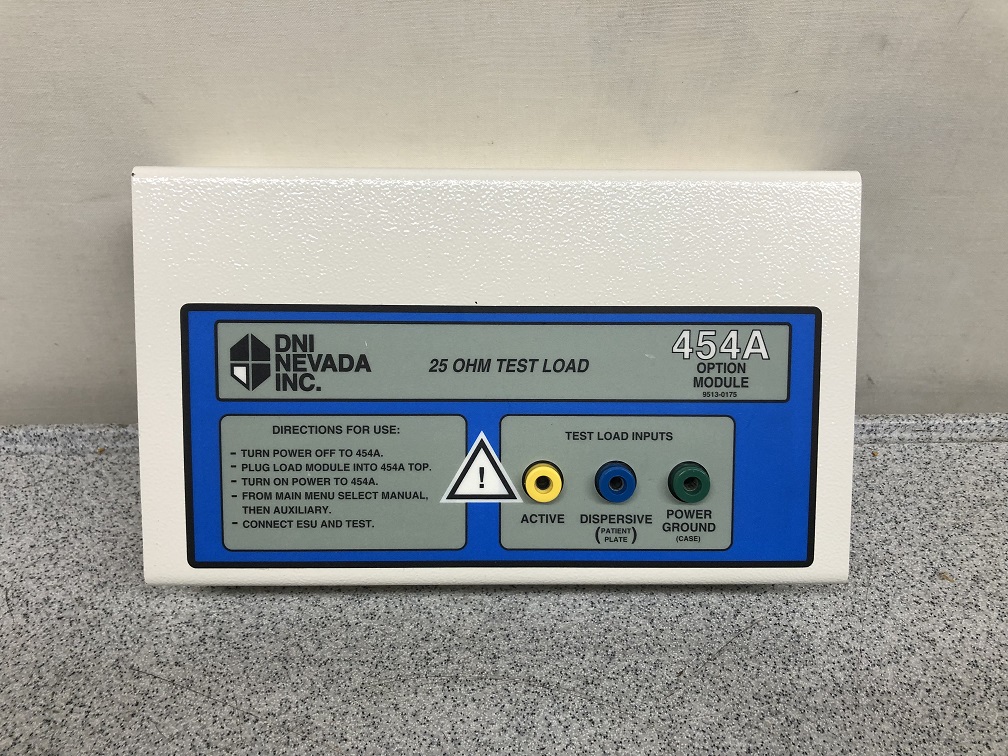 DNI
NEVADA
INC.
25 OHM TEST LOAD
454A
OPTION
MODULE
9513-0175
DIRECTIONS FOR USE:
- TURN POWER OFF TO 454A.
- PLUG LOAD MODULE INTO 454A TOP.
- TURN ON POWER TO 454A.
- FROM MAIN MENU SELECT MANUAL,
THEN AUXILIARY.
- CONNECT ESU AND TEST.
!
TEST LOAD INPUTS
ACTIVE
DISPERSIVE
(PATIENT
PLATE)
POWER
GROUND
(CASE)